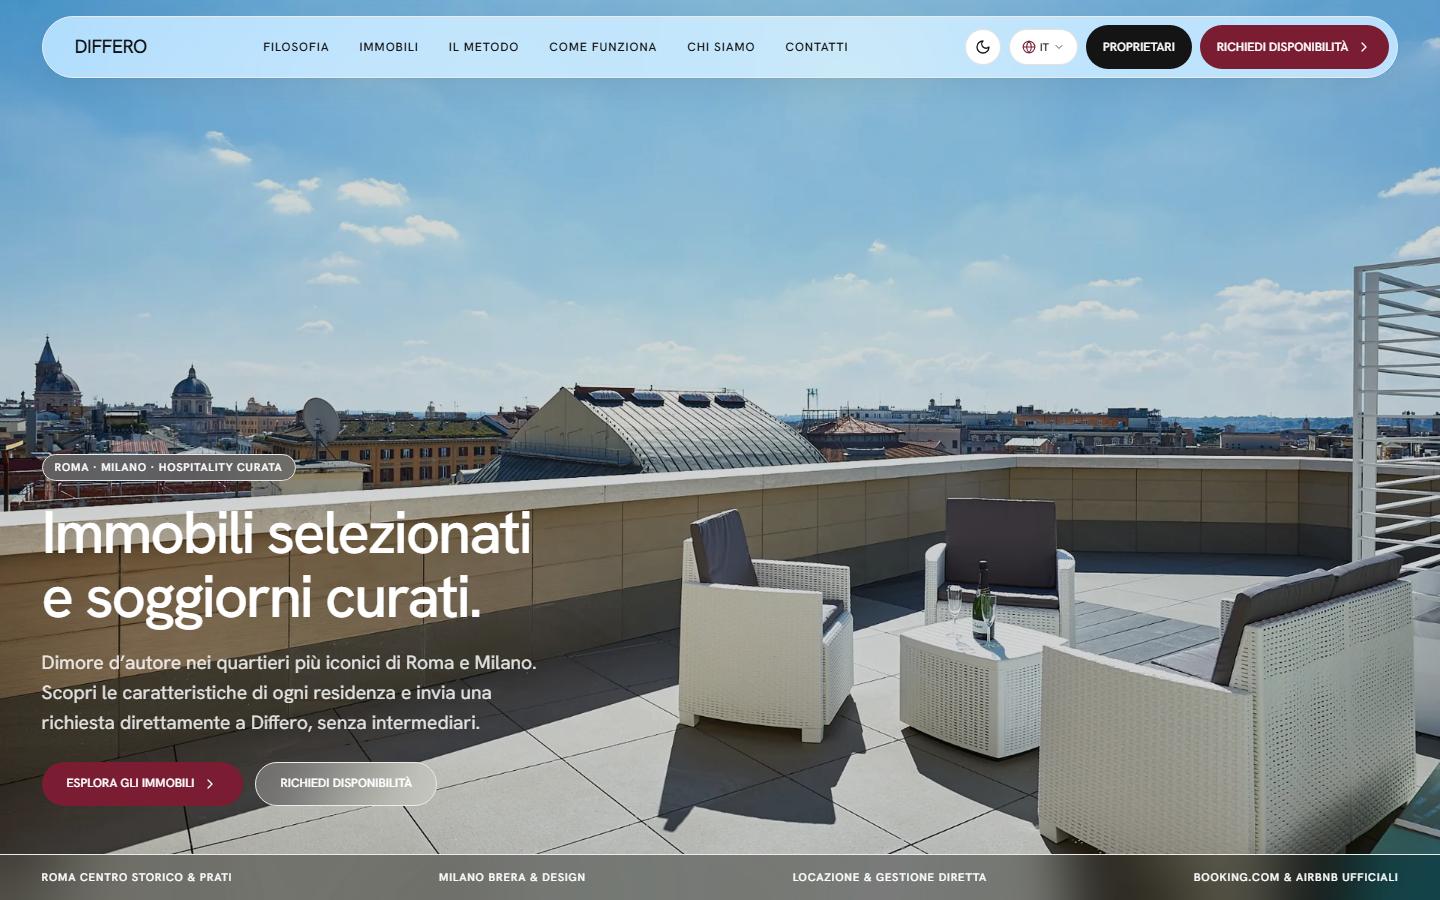 DIFFERO
FILOSOFIA
IMMOBILI
IL METODO
COME FUNZIONA
CHI SIAMO
CONTATTI
IT
PROPRIETARI
RICHIEDI DISPONIBILITÀ
ROMA · MILANO · HOSPITALITY CURATA
Immobili selezionati
e soggiorni curati.
Dimore d’autore nei quartieri più iconici di Roma e Milano.
Scopri le caratteristiche di ogni residenza e invia una
richiesta direttamente a Differo, senza intermediari.
ESPLORA GLI IMMOBILI
RICHIEDI DISPONIBILITÀ
ROMA CENTRO STORICO & PRATI
MILANO BRERA & DESIGN
LOCAZIONE & GESTIONE DIRETTA
BOOKING.COM & AIRBNB UFFICIALI